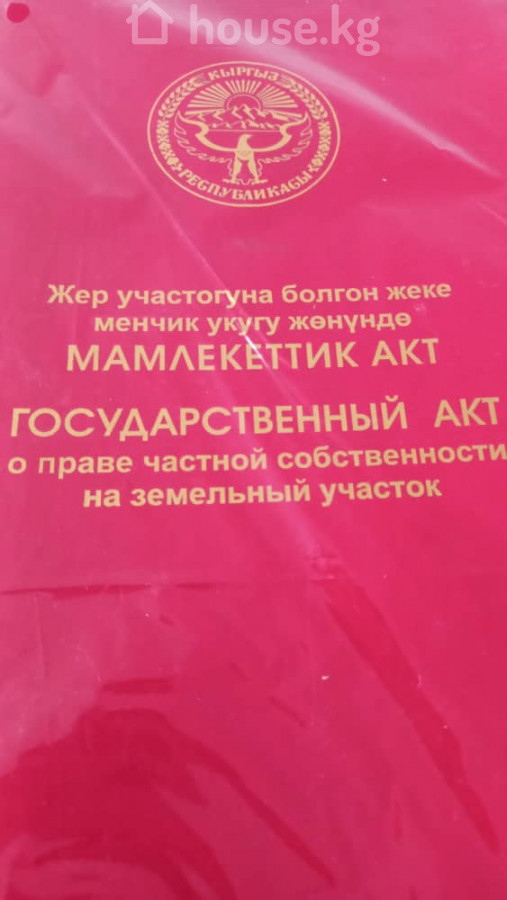 house.kg
КЫРГЫЗ
РЕСПУБЛИКАСЫ
Жер участогуна болгон жеке
менчик укугу жөнүндө
МАМЛЕКЕТТИК АКТ
ГОСУДАРСТВЕННЫЙ АКТ
о праве частной собственности
на земельный участок